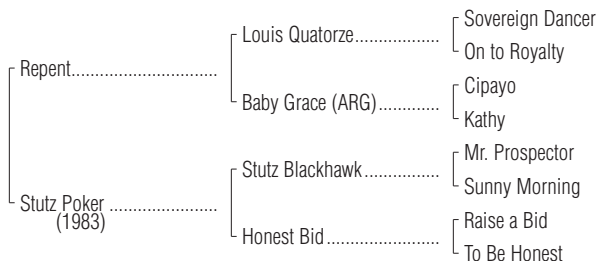 Sovereign Dancer
Louis Quatorze....................
On to Royalty
Repent..................................
Cipayo
Baby Grace (ARG)..............
Kathy
Mr. Prospector
Stutz Blackhawk..................
Sunny Morning
Stutz Poker .........................
(1983)
Raise a Bid
Honest Bid..........................
To Be Honest